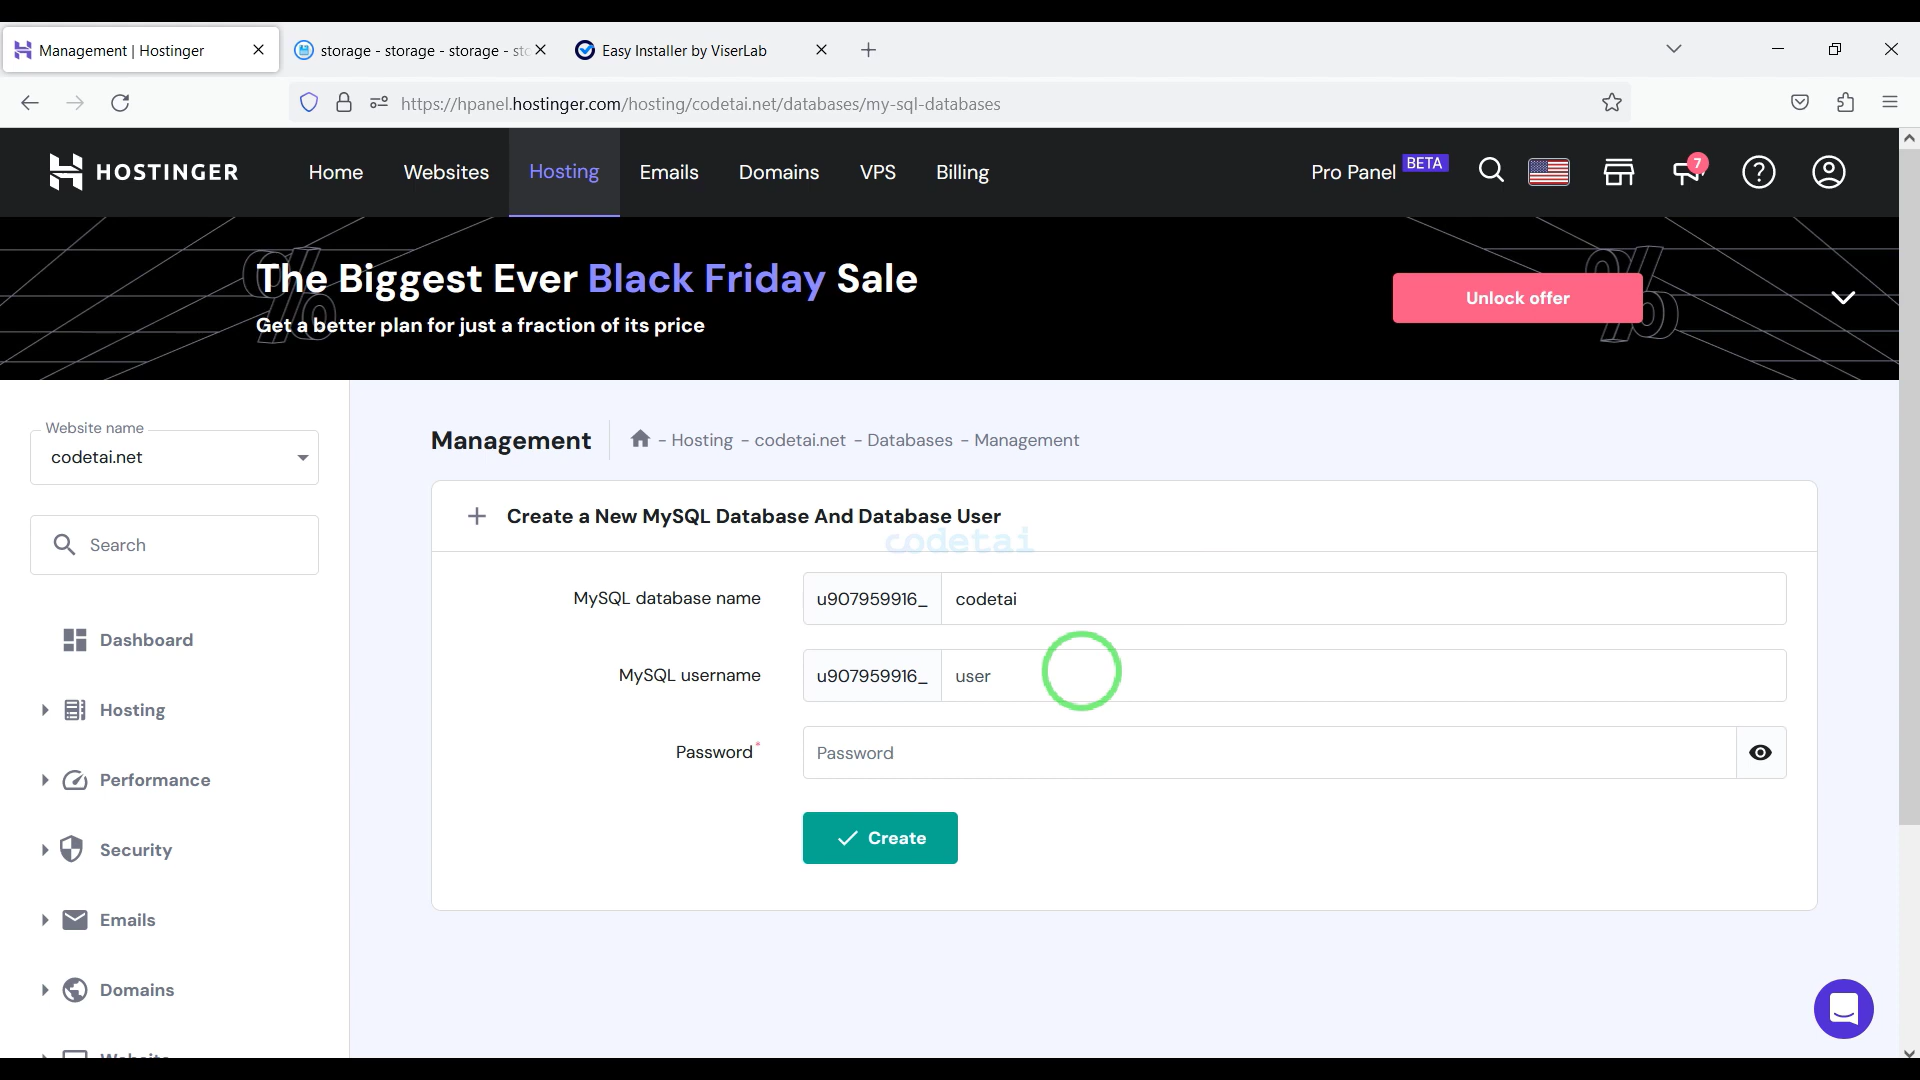 Management | Hostinger
storage - storage - storage - sto
Easy Installer by ViserLab
https://hpanel.hostinger.com/hosting/codetai.net/databases/my-sql-databases
HOSTINGER
Home
Websites
Hosting
Emails
Domains
VPS
Billing
Pro Panel BETA
7
The Biggest Ever Black Friday Sale
Get a better plan for just a fraction of its price
Unlock offer
Website name
codetai.net
Search
Dashboard
Hosting
Performance
Security
Emails
Domains
Website
Management
- Hosting - codetai.net - Databases - Management
Create a New MySQL Database And Database User
codetai
MySQL database name
u907959916_
codetai
MySQL username
u907959916_
user
Password*
Password
Create